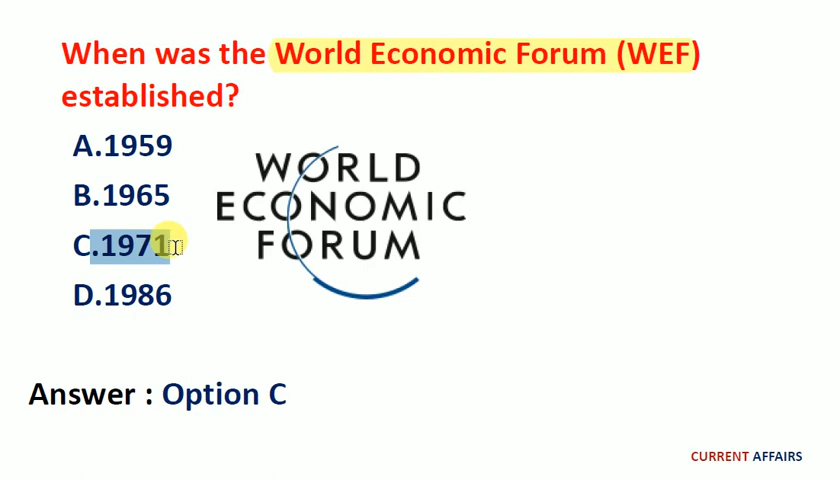 When was the World Economic Forum (WEF)
established?
A.1959
B.1965
C.1971
D.1986
WORLD
ECONOMIC
FORUM
Answer : Option C
CURRENT AFFAIRS